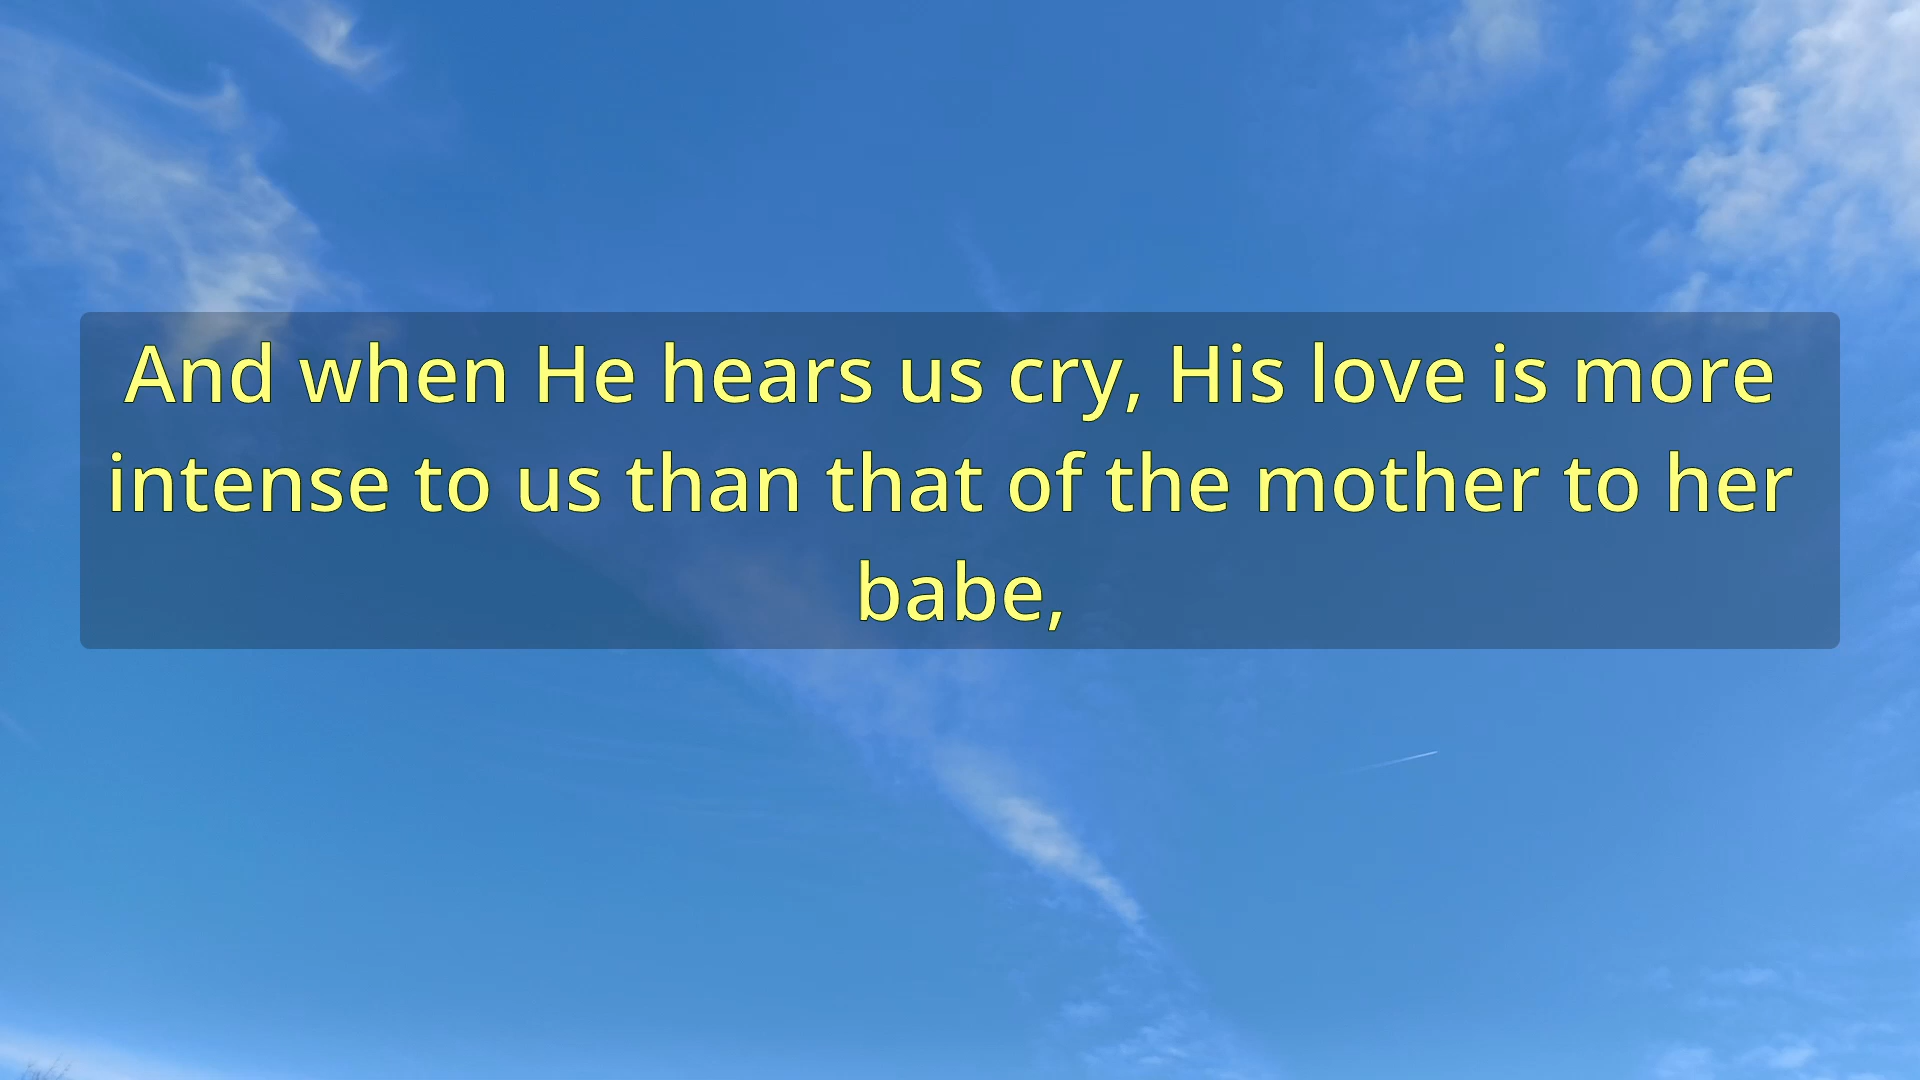 And when He hears us cry, His love is more
intense to us than that of the mother to her
babe,